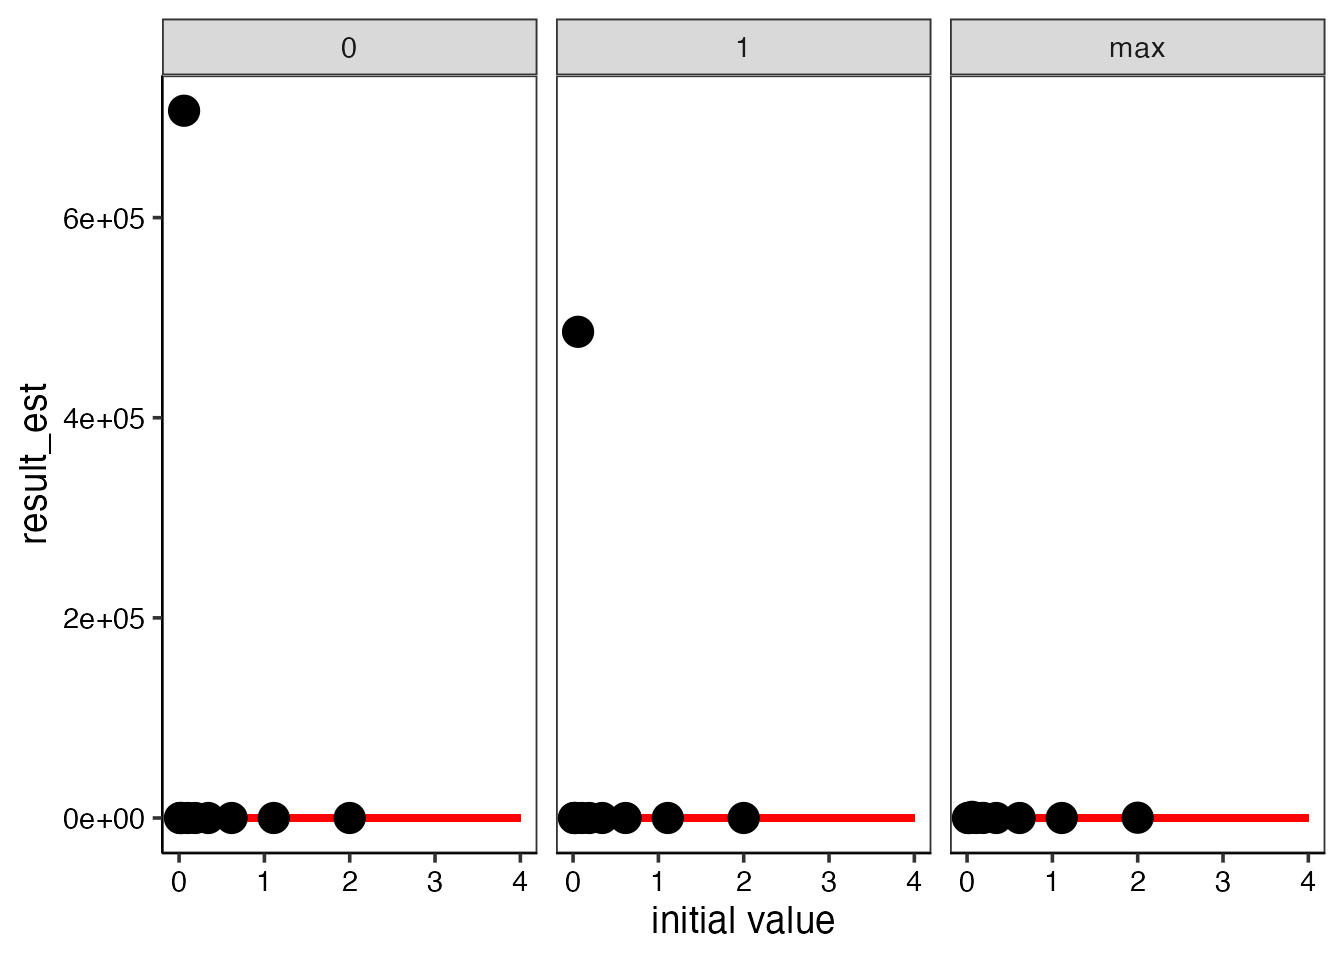 0 1 max
6e+05
4e+05
2e+05
0e+00
result_est
0 1 2 3 4 0 1 2 3 4 0 1 2 3 4
initial value